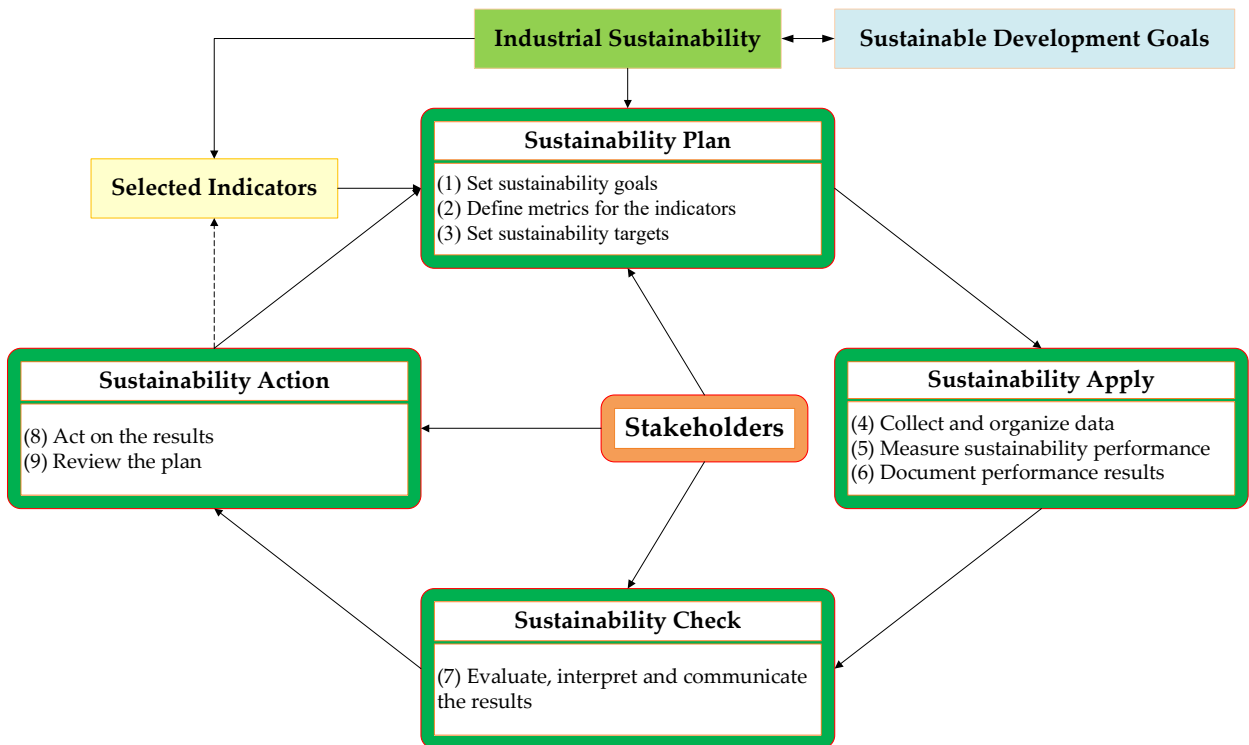 Industrial Sustainability
Sustainable Development Goals
Sustainability Plan
(1) Set sustainability goals
(2) Define metrics for the indicators
(3) Set sustainability targets
Selected Indicators
Sustainability Action
(8) Act on the results
(9) Review the plan
Stakeholders
Sustainability Apply
(4) Collect and organize data
(5) Measure sustainability performance
(6) Document performance results
Sustainability Check
(7) Evaluate, interpret and communicate
the results